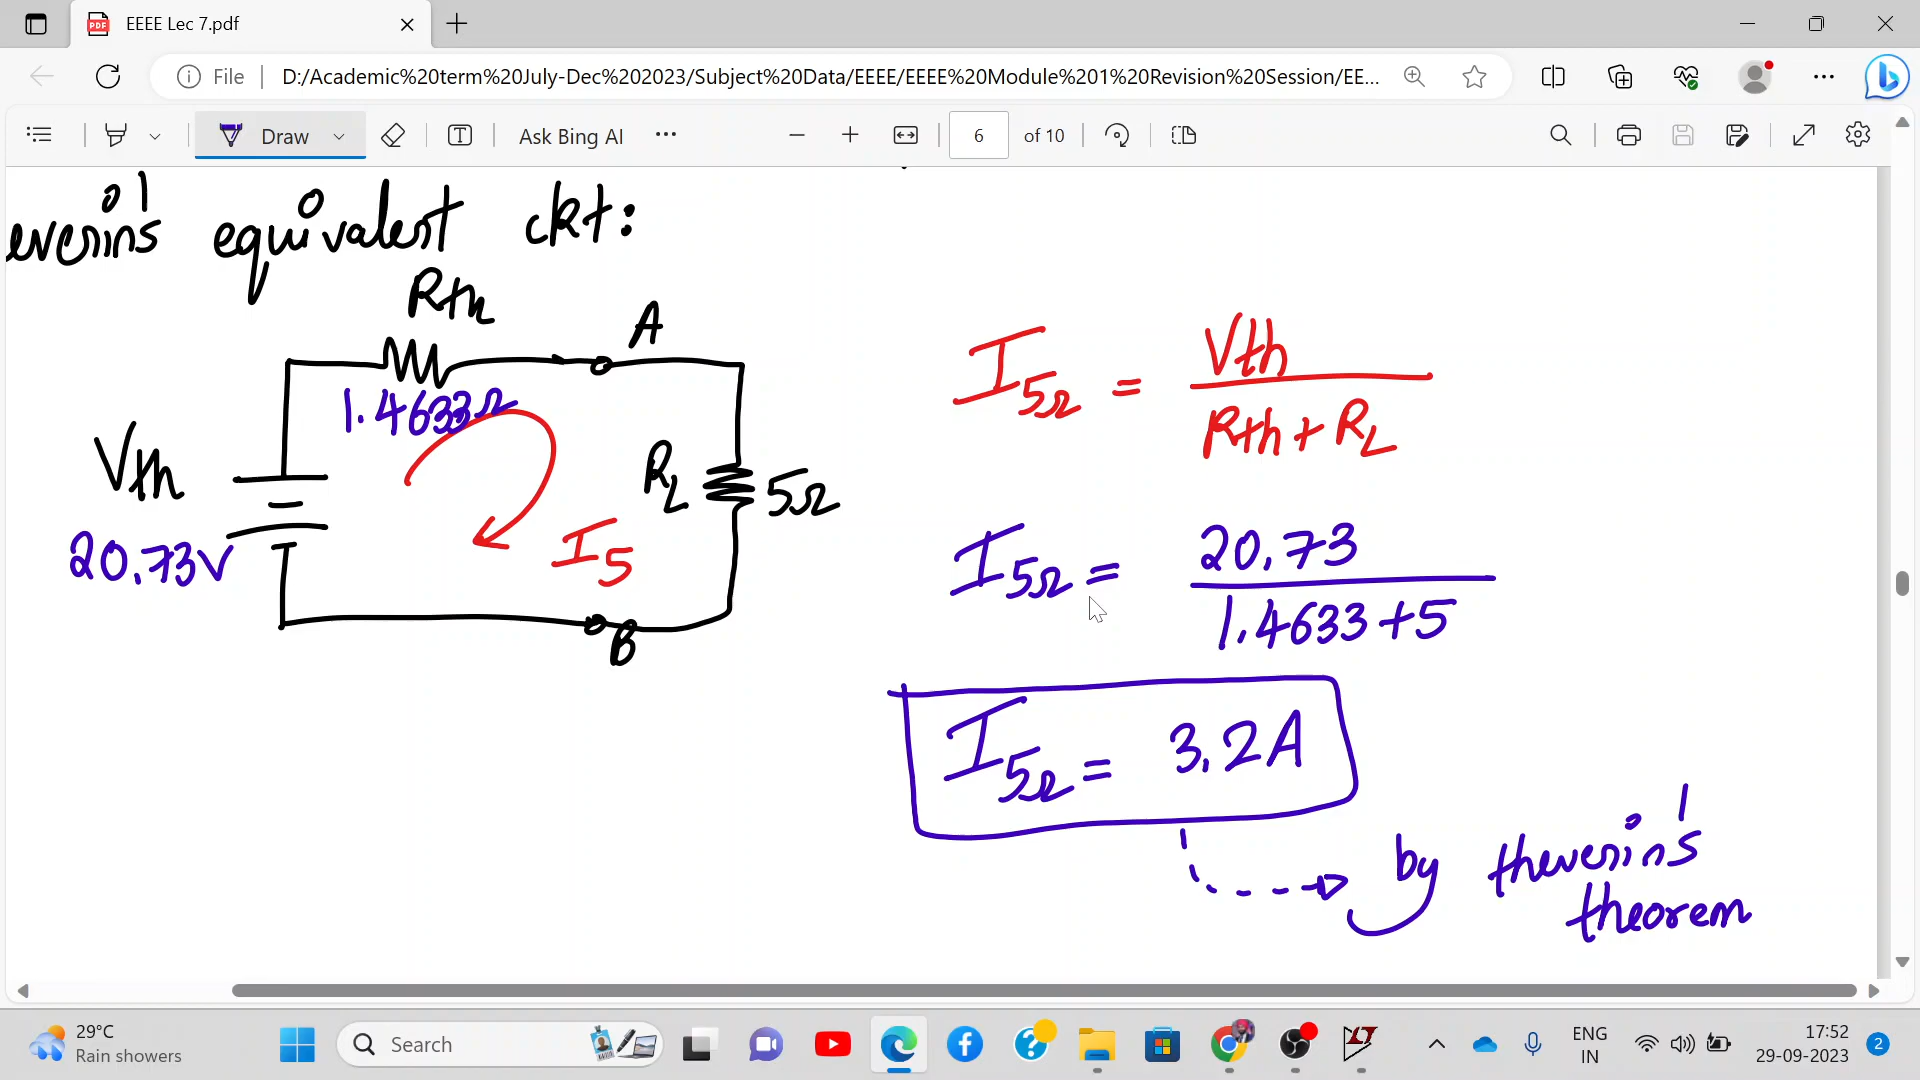 EEEE Lec 7.pdf
File
D:/Academic%20term%20July-Dec%202023/Subject%20Data/EEEE/EEEE%20Module%201%20Revision%20Session/EE...
Draw
Ask Bing AI
6 of 10
evenin's equivalent ckt:
Rth
A
1.4633Ω
Vth
20.73V
RL 5Ω
I5
B
I5Ω = Vth
Rth + RL
I5Ω = 20.73
1.4633+5
I5Ω = 3.2A
by thevenin's
theorem
29°C
Rain showers
Search
ENG
IN
17:52
29-09-2023
2